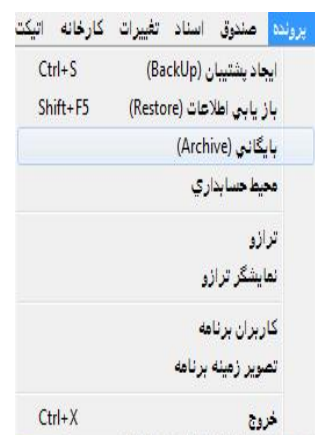 پرونده صندوق اسناد تغییرات کارخانه اتیکت
ایجاد پشتیبان (BackUp) Ctrl+S
باز یابی اطلاعات (Restore) Shift+F5
بایگانی (Archive)
محیط حسابداری
ترازو
نمایشگر ترازو
کاربران برنامه
تصویر زمینه برنامه
خروج Ctrl+X